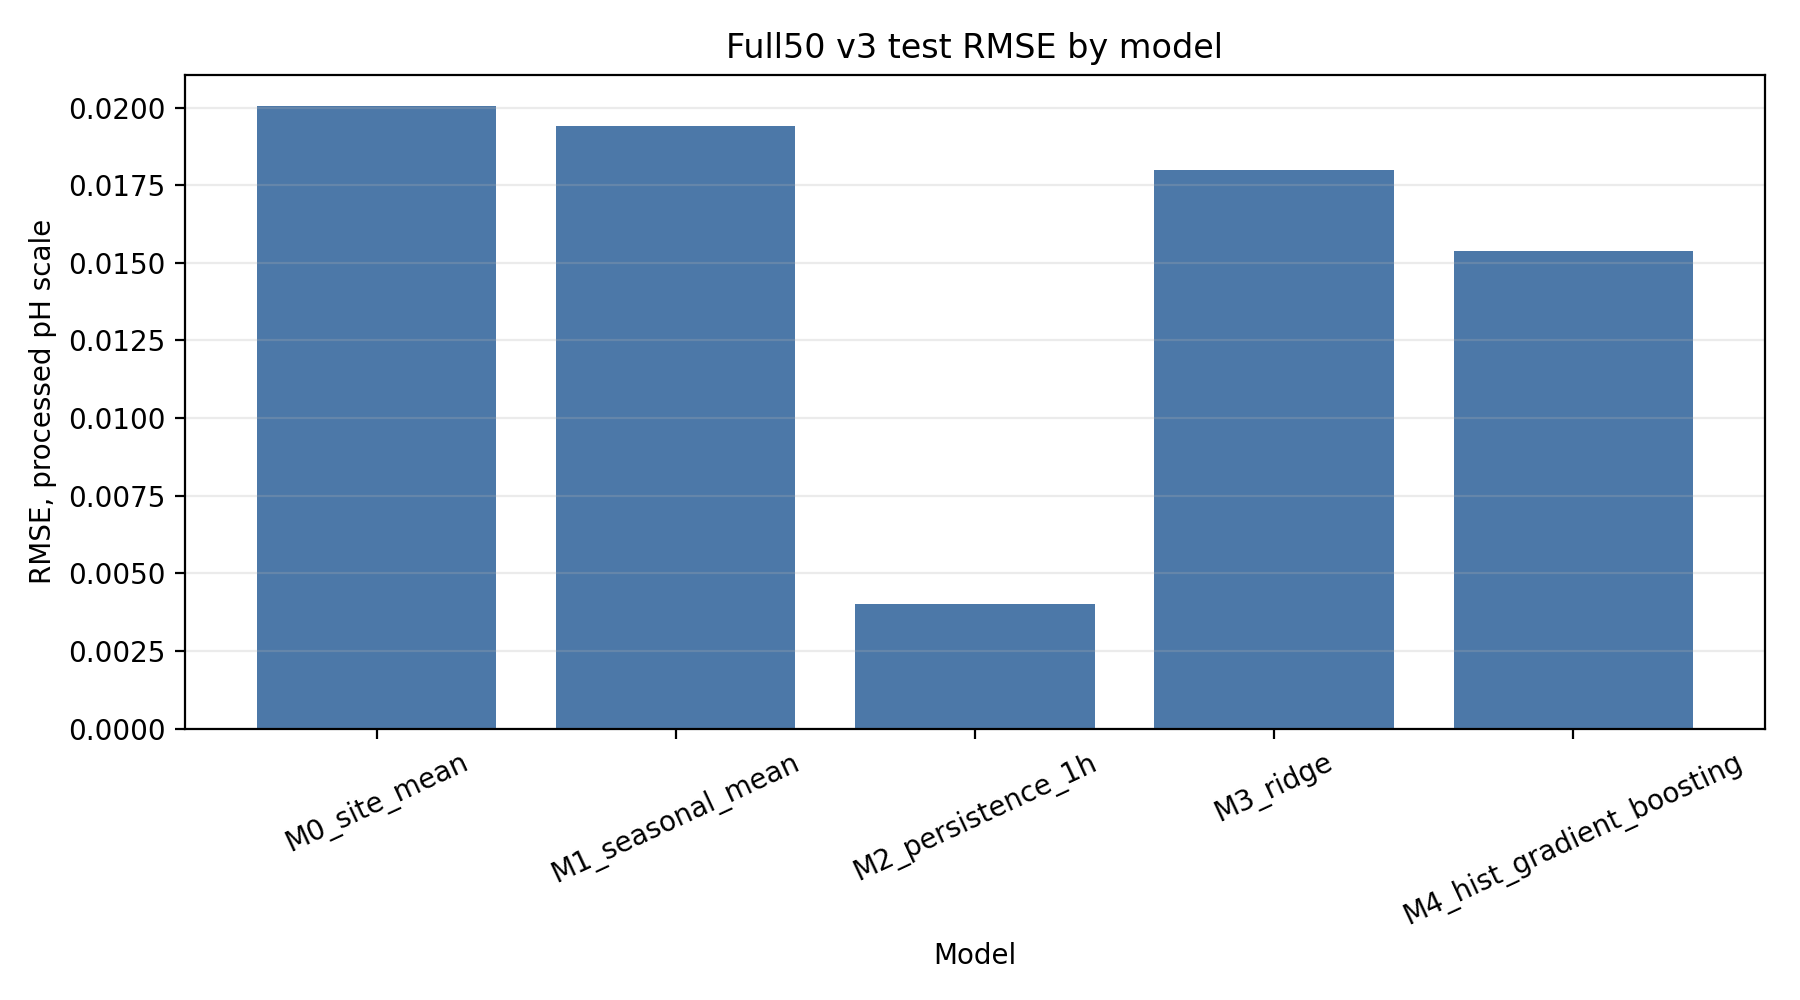 Full50 v3 test RMSE by model
RMSE, processed pH scale
0.0200
0.0175
0.0150
0.0125
0.0100
0.0075
0.0050
0.0025
0.0000
M0_site_mean
M1_seasonal_mean
M2_persistence_1h
M3_ridge
M4_hist_gradient_boosting
Model